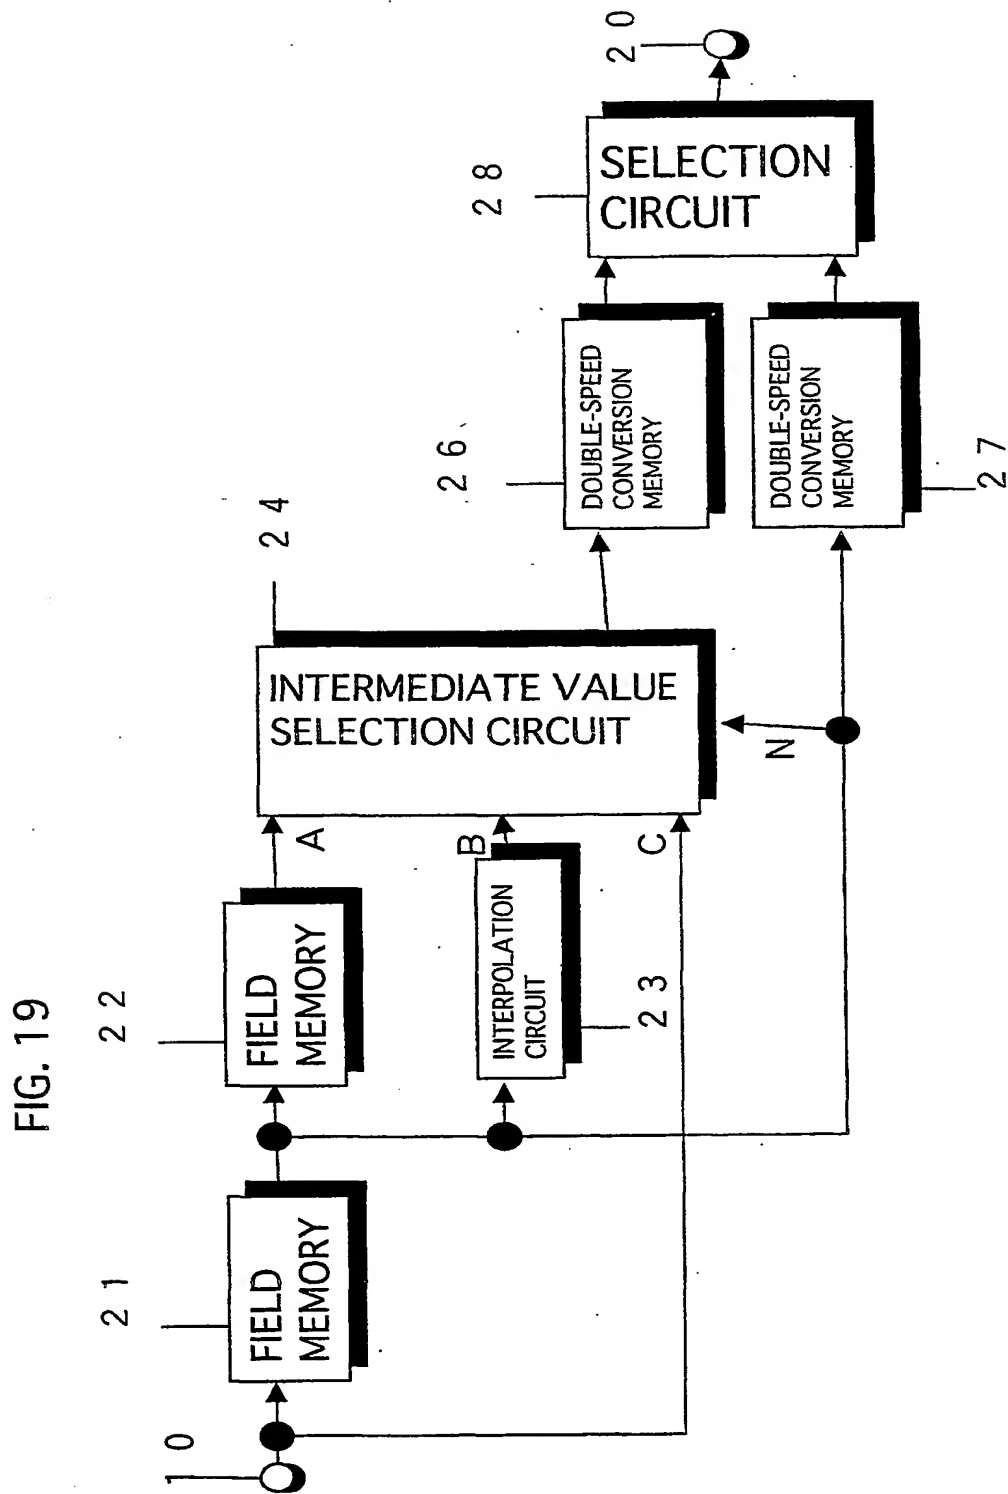 FIG. 19
10
21
FIELD
MEMORY
22
FIELD
MEMORY
A
INTERPOLATION
CIRCUIT
23
B
C
24
INTERMEDIATE VALUE
SELECTION CIRCUIT
N
26
DOUBLE-SPEED
CONVERSION
MEMORY
DOUBLE-SPEED
CONVERSION
MEMORY
27
28
SELECTION
CIRCUIT
20